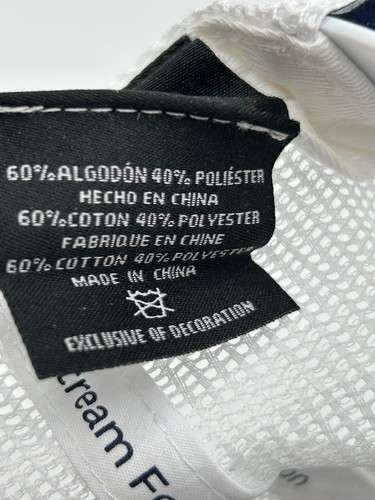 60% ALGODÓN 40% POLIÉSTER
HECHO EN CHINA
60% COTON 40% POLYESTER
FABRIQUE EN CHINE
60% COTTON 40% POLYESTER
MADE IN CHINA
EXCLUSIVE OF DECORATION
cream